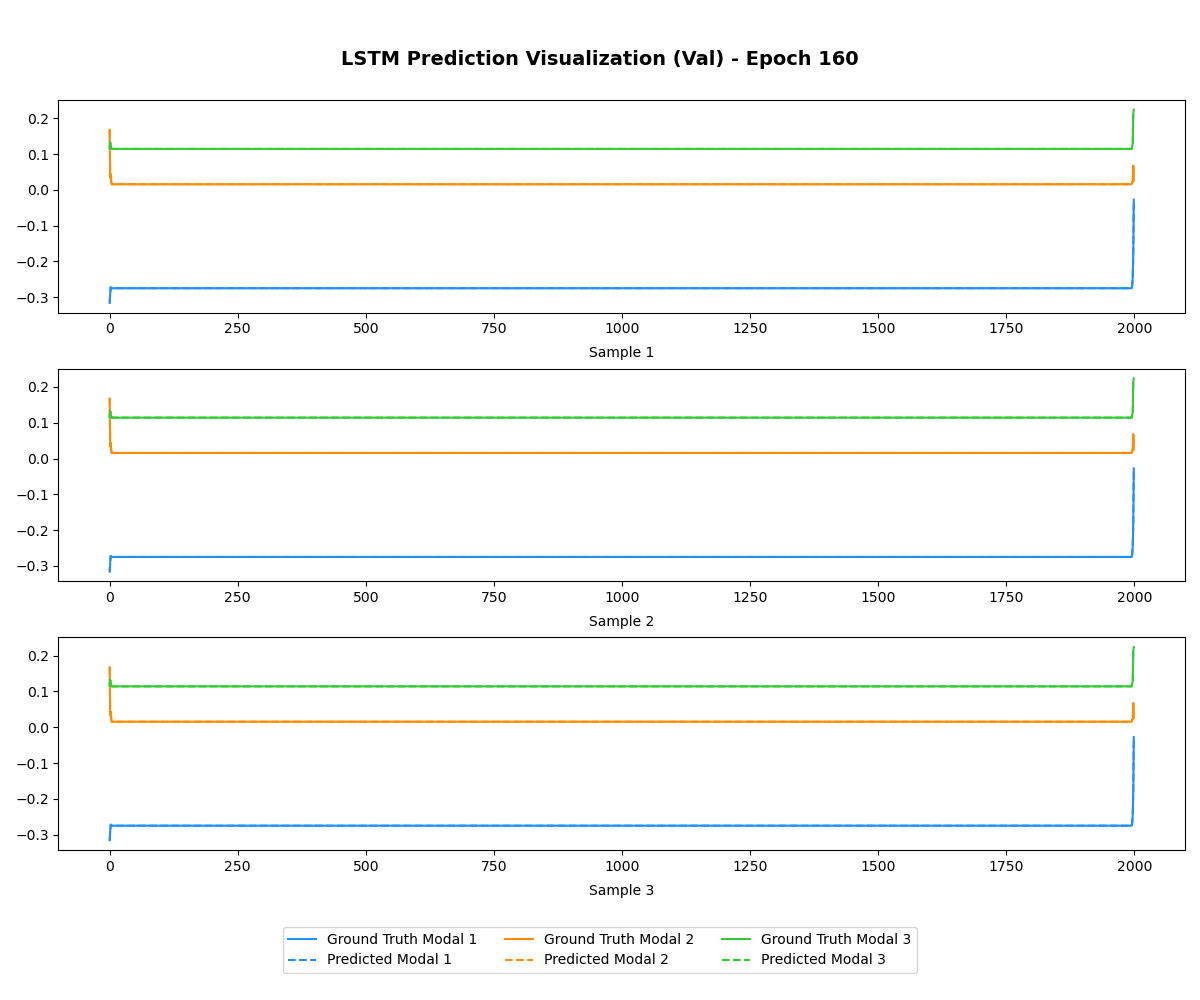 LSTM Prediction Visualization (Val) - Epoch 160
0.2
0.1
0.0
−0.1
−0.2
−0.3
0 250 500 750 1000 1250 1500 1750 2000
Sample 1
0.2
0.1
0.0
−0.1
−0.2
−0.3
0 250 500 750 1000 1250 1500 1750 2000
Sample 2
0.2
0.1
0.0
−0.1
−0.2
−0.3
0 250 500 750 1000 1250 1500 1750 2000
Sample 3
Ground Truth Modal 1 Ground Truth Modal 2 Ground Truth Modal 3
Predicted Modal 1 Predicted Modal 2 Predicted Modal 3